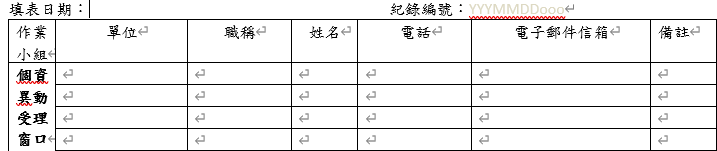 填表日期： 紀錄編號：YYYMMDDooo
作業小組 單位 職稱 姓名 電話 電子郵件信箱 備註
個資
異動
受理
窗口